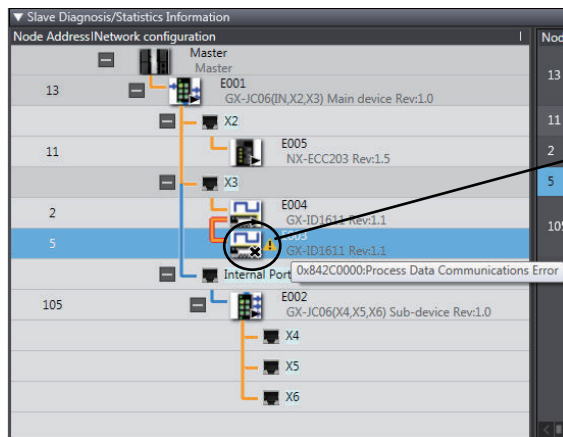 ▼ Slave Diagnosis/Statistics Information
Node Address|Network configuration
Master
Master
13
E001
GX-JC06(IN,X2,X3) Main device Rev:1.0
X2
11
E005
NX-ECC203 Rev:1.5
X3
2
E004
GX-ID1611 Rev:1.1
5
E003
GX-ID1611 Rev:1.1
Internal Port
0x842C0000:Process Data Communications Error
105
E002
GX-JC06(X4,X5,X6) Sub-device Rev:1.0
X4
X5
X6
13
11
2
5